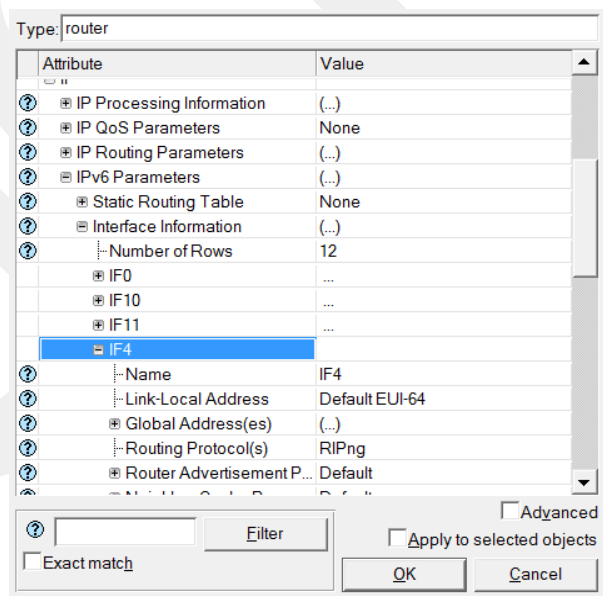 Type: router
Attribute Value
IP Processing Information (...)
IP QoS Parameters None
IP Routing Parameters (...)
IPv6 Parameters (...)
Static Routing Table None
Interface Information (...)
Number of Rows 12
IF0 ...
IF10 ...
IF11 ...
IF4
Name IF4
Link-Local Address Default EUI-64
Global Address(es) (...)
Routing Protocol(s) RIPng
Router Advertisement P... Default
Advanced
Filter
Apply to selected objects
Exact match
OK Cancel